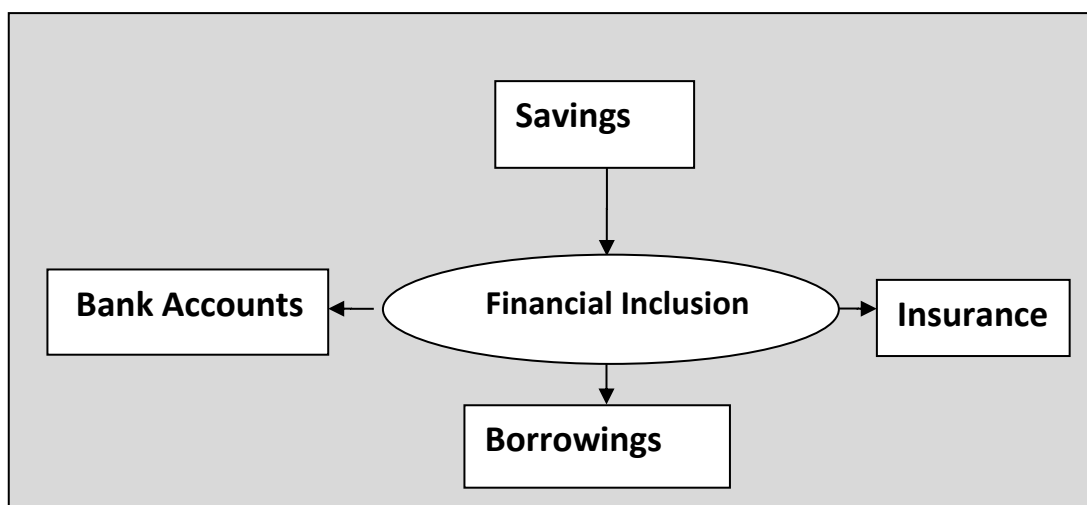 Savings
Bank Accounts
Financial Inclusion
Insurance
Borrowings